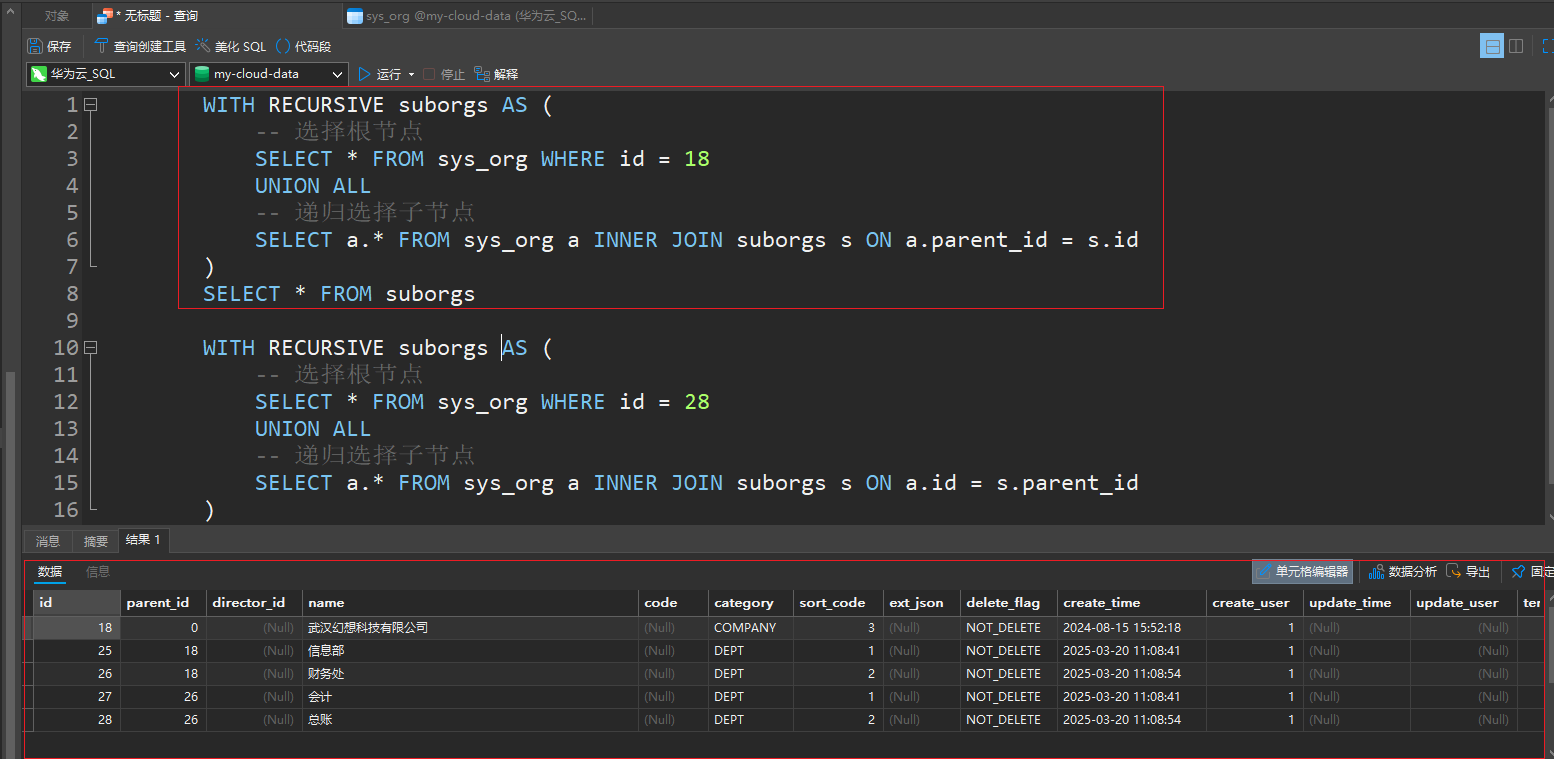 对象 * 无标题 - 查询 sys_org @my-cloud-data (华为云_SQ...
保存 查询创建工具 美化 SQL () 代码段
华为云_SQL my-cloud-data 运行 停止 解释
1 WITH RECURSIVE suborgs AS (
2 -- 选择根节点
3 SELECT * FROM sys_org WHERE id = 18
4 UNION ALL
5 -- 递归选择子节点
6 SELECT a.* FROM sys_org a INNER JOIN suborgs s ON a.parent_id = s.id
7 )
8 SELECT * FROM suborgs
9
10 WITH RECURSIVE suborgs AS (
11 -- 选择根节点
12 SELECT * FROM sys_org WHERE id = 28
13 UNION ALL
14 -- 递归选择子节点
15 SELECT a.* FROM sys_org a INNER JOIN suborgs s ON a.id = s.parent_id
16 )
消息 摘要 结果 1
数据 信息 单元格编辑器 数据分析 导出 固定
id parent_id director_id name code category sort_code ext_json delete_flag create_time create_user update_time update_user ter
18 0 (Null) 武汉幻想科技有限公司 (Null) COMPANY 3 (Null) NOT_DELETE 2024-08-15 15:52:18 1 (Null) (Null)
25 18 (Null) 信息部 (Null) DEPT 1 (Null) NOT_DELETE 2025-03-20 11:08:41 1 (Null) (Null)
26 18 (Null) 财务处 (Null) DEPT 2 (Null) NOT_DELETE 2025-03-20 11:08:54 1 (Null) (Null)
27 26 (Null) 会计 (Null) DEPT 1 (Null) NOT_DELETE 2025-03-20 11:08:41 1 (Null) (Null)
28 26 (Null) 总账 (Null) DEPT 2 (Null) NOT_DELETE 2025-03-20 11:08:54 1 (Null) (Null)